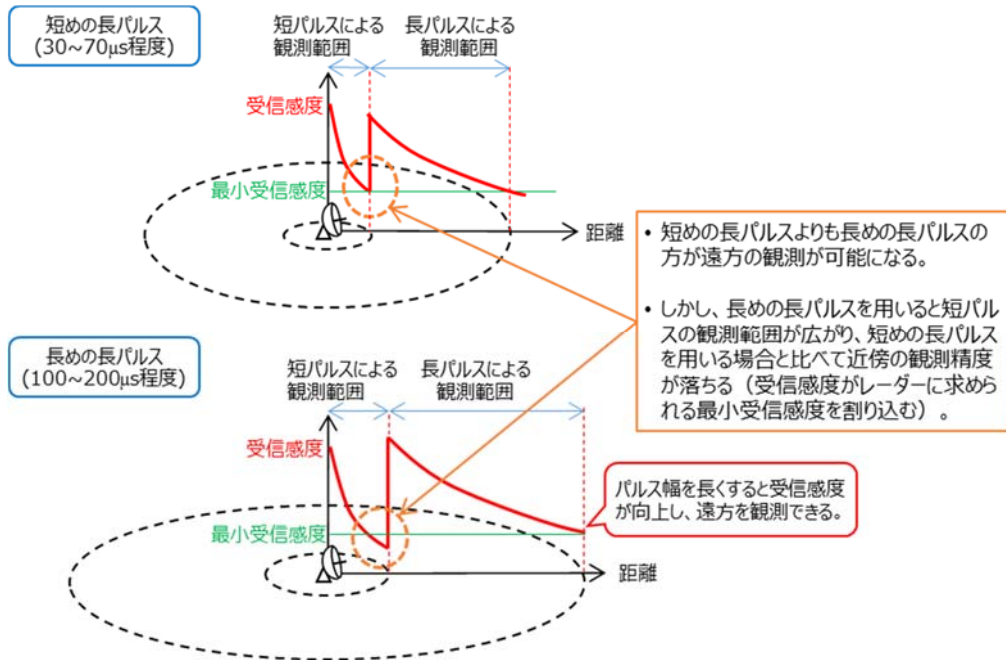 短めの長パルス
(30~70μs程度)
短パルスによる
観測範囲
長パルスによる
観測範囲
受信感度
最小受信感度
距離
• 短めの長パルスよりも長めの長パルスの
方が遠方の観測が可能になる。
• しかし、長めの長パルスを用いると短パル
スの観測範囲が広がり、短めの長パルス
を用いる場合と比べて近傍の観測精度
が落ちる（受信感度がレーダーに求めら
れる最小受信感度を割り込む）。
長めの長パルス
(100~200μs程度)
短パルスによる
観測範囲
長パルスによる
観測範囲
受信感度
パルス幅を長くすると受信感度
が向上し、遠方を観測できる。
最小受信感度
距離